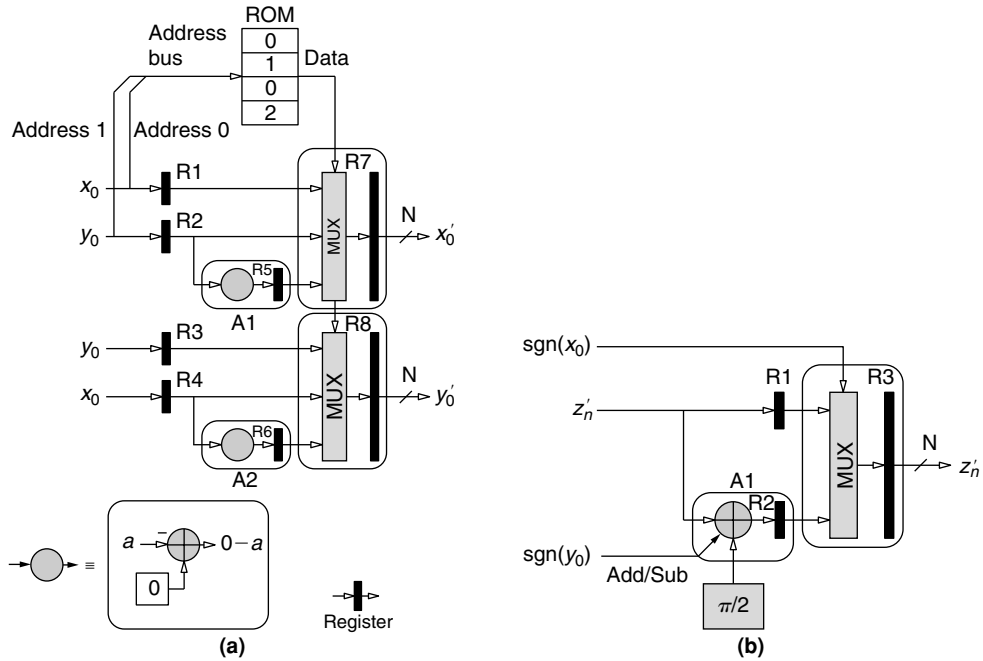 ROM
Address
bus
0
1
0
2
Data
Address 1
Address 0
x0
R1
R7
y0
R2
MUX
N
x0′
R5
A1
R8
y0
R3
x0
R4
MUX
N
y0′
R6
A2
a
−
0−a
0
≡
Register
(a)
sgn(x0)
R1
R3
zn′
MUX
N
zn′
A1
R2
sgn(y0)
Add/Sub
π/2
(b)